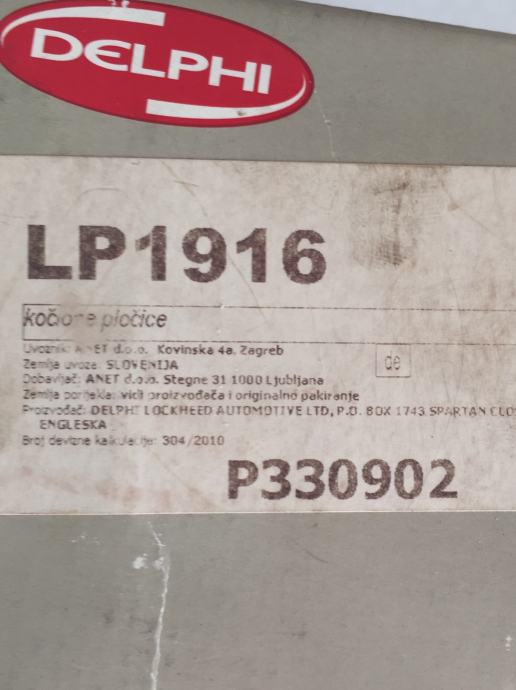 DELPHI
LP1916
kočione pločice
Uvoznik: ANET d.o.o. Kovinska 4a, Zagreb
de
Zemlja uvoza: SLOVENIJA
Dobavljač: ANET d.o.o. Stegne 31 1000 Ljubljana
Zemlja porijekla: vidi proizvođača i originalno pakiranje
Proizvođač: DELPHI LOCKHEED AUTOMOTIVE LTD, P.O. BOX 1743 SPARTAN CLO
ENGLESKA
Broj devizne kalkulacije: 304/2010
P330902